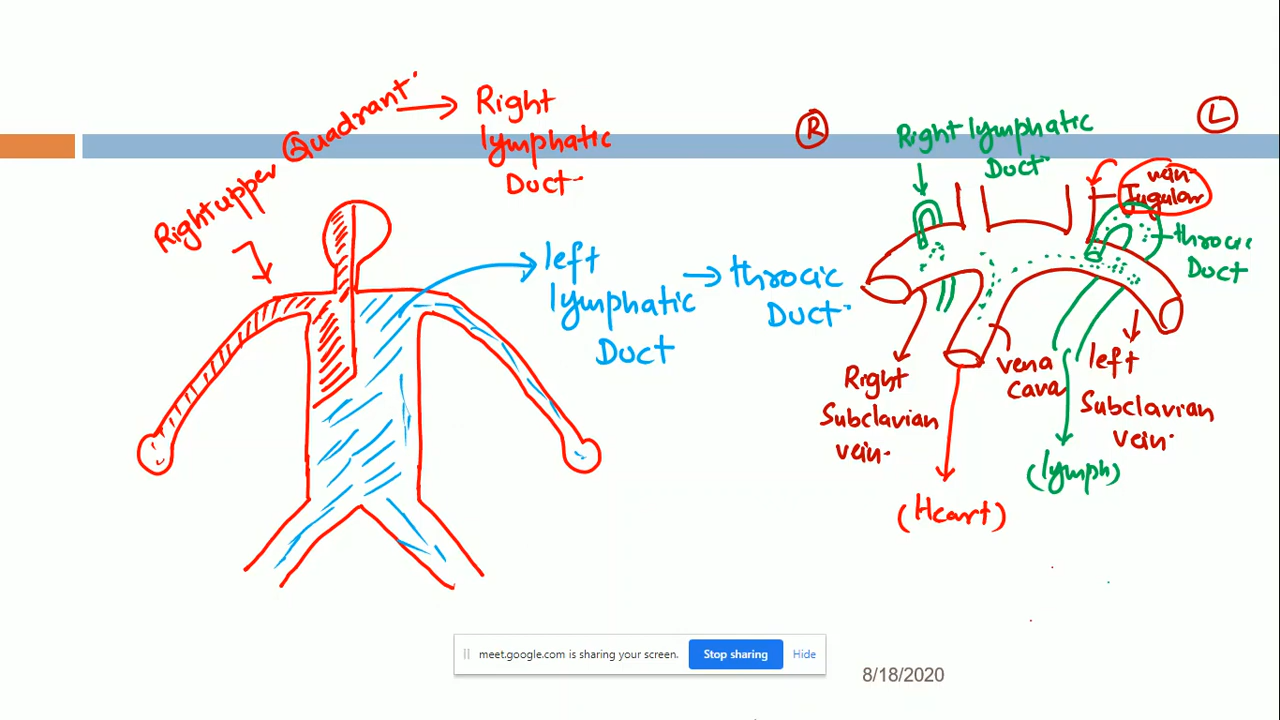 Right upper Quadrant
Right
lymphatic
Duct
left
lymphatic
Duct
throcic
Duct
R
Right lymphatic
Duct
L
vein
Jugular
throcic
Duct
Right
Subclavian
vein
vena
cava
left
Subclavian
vein
(Heart)
(lymph)
meet.google.com is sharing your screen.
Stop sharing
Hide
8/18/2020